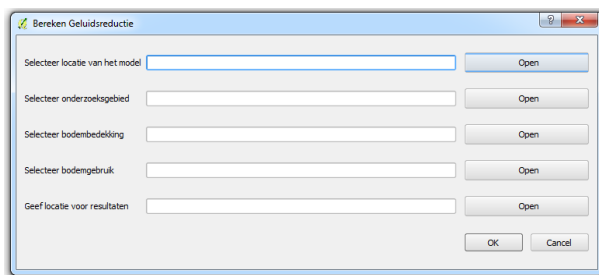 Bereken Geluidsreductie
Selecteer locatie van het model Open
Selecteer onderzoeksgebied Open
Selecteer bodembedekking Open
Selecteer bodemgebruik Open
Geef locatie voor resultaten Open
OK Cancel